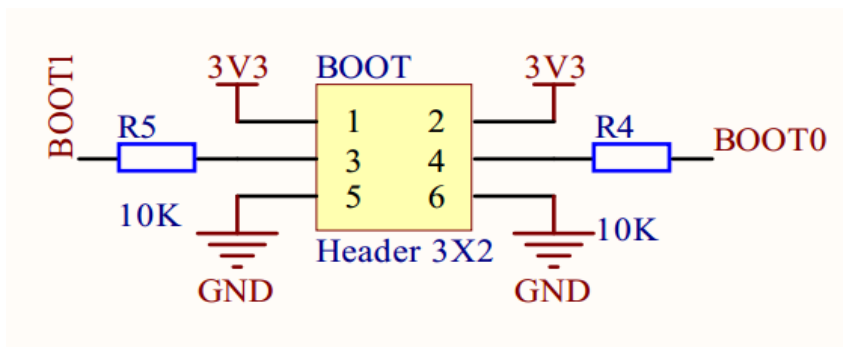 BOOT1
3V3
BOOT
3V3
R5
1
2
R4
BOOT0
3
4
10K
5
6
10K
Header 3X2
GND
GND